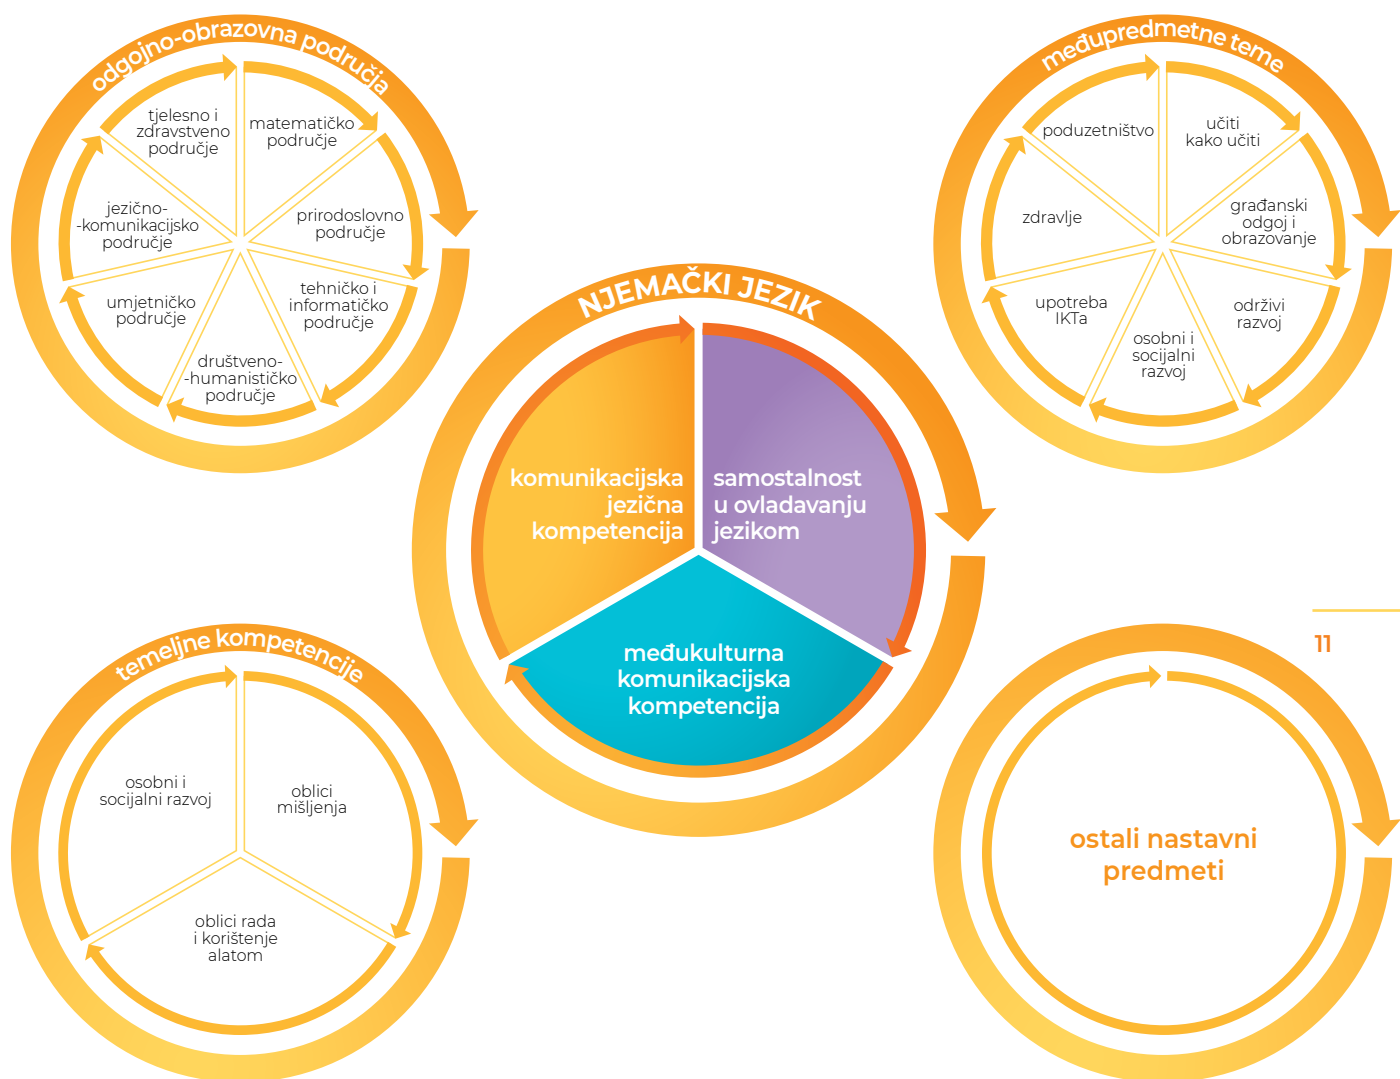 odgojno-obrazovna područja
tjelesno i
zdravstveno
područje
matematičko
područje
jezično-
-komunikacijsko
područje
prirodoslovno
područje
umjetničko
područje
tehničko i
informatičko
područje
društveno-
-humanističko
područje
međupredmetne teme
poduzetništvo
učiti
kako učiti
zdravlje
građanski
odgoj i
obrazovanje
upotreba
IKTa
održivi
razvoj
osobni i
socijalni
razvoj
NJEMAČKI JEZIK
komunikacijska
jezična
kompetencija
samostalnost
u ovladavanju
jezikom
međukulturna
komunikacijska
kompetencija
11
temeljne kompetencije
osobni i
socijalni razvoj
oblici
mišljenja
oblici rada
i korištenje
alatom
ostali nastavni
predmeti